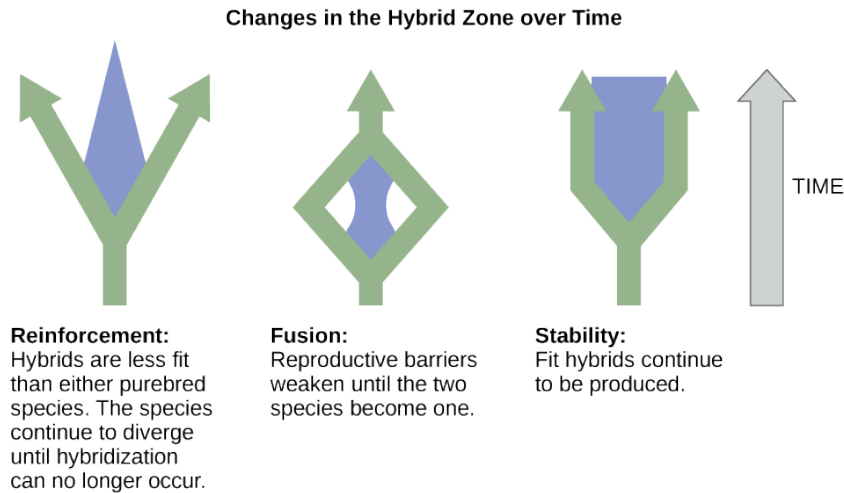 Changes in the Hybrid Zone over Time
TIME
Reinforcement:
Hybrids are less fit
than either purebred
species. The species
continue to diverge
until hybridization
can no longer occur.
Fusion:
Reproductive barriers
weaken until the two
species become one.
Stability:
Fit hybrids continue
to be produced.